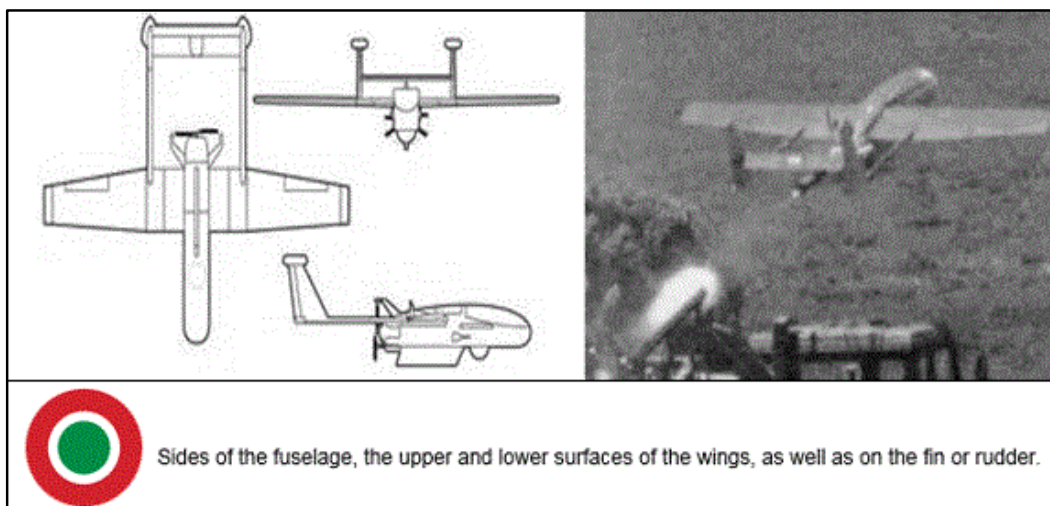 Sides of the fuselage, the upper and lower surfaces of the wings, as well as on the fin or rudder.